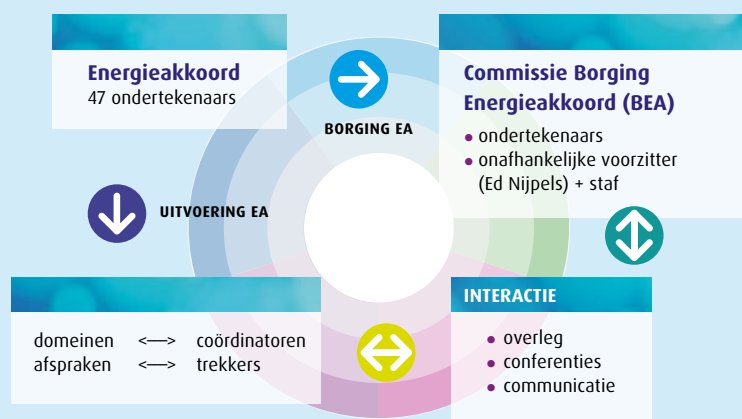 Energieakkoord
47 ondertekenaars
BORGING EA
Commissie Borging
Energieakkoord (BEA)
• ondertekenaars
• onafhankelijke voorzitter
(Ed Nijpels) + staf
UITVOERING EA
domeinen <—> coördinatoren
afspraken <—> trekkers
INTERACTIE
• overleg
• conferenties
• communicatie